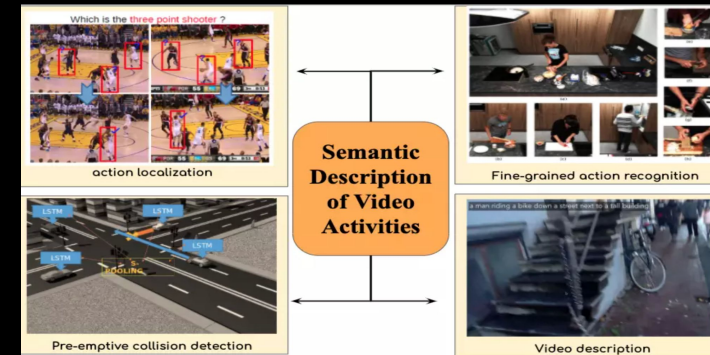 Which is the three point shooter ?
action localization
Semantic
Description
of Video
Activities
Fine-grained action recognition
LSTM
LSTM
LSTM
LSTM
S-
POOLING
Pre-emptive collision detection
a man riding a bike down a street next to a tall building
Video description